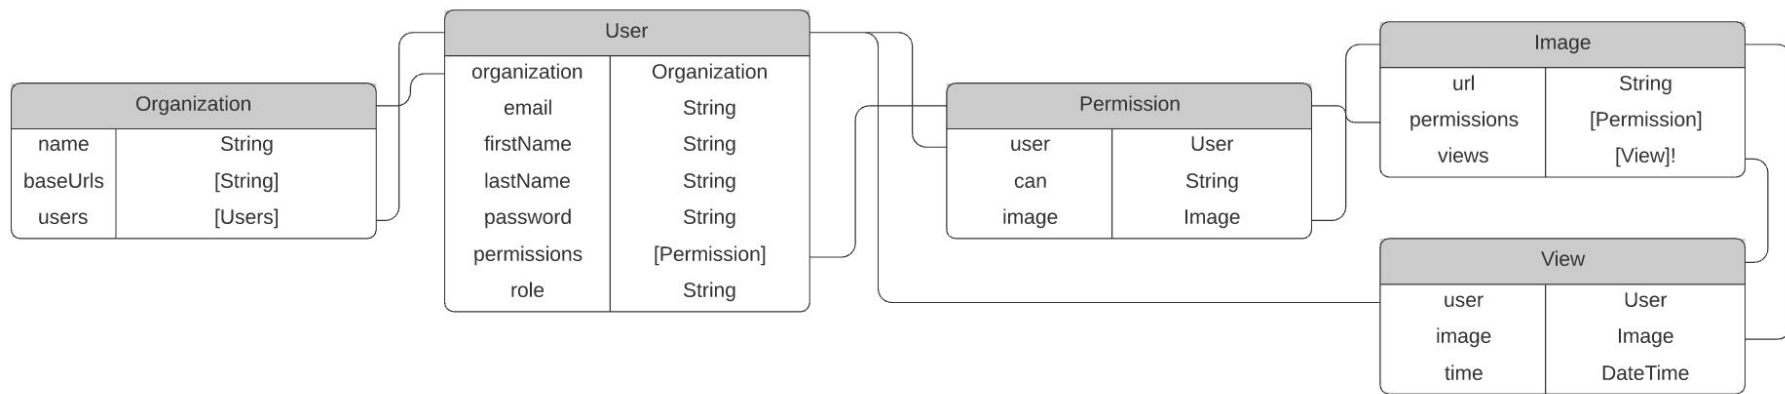 Organization
name String
baseUrls [String]
users [Users]
User
organization Organization
email String
firstName String
lastName String
password String
permissions [Permission]
role String
Permission
user User
can String
image Image
Image
url String
permissions [Permission]
views [View]!
View
user User
image Image
time DateTime